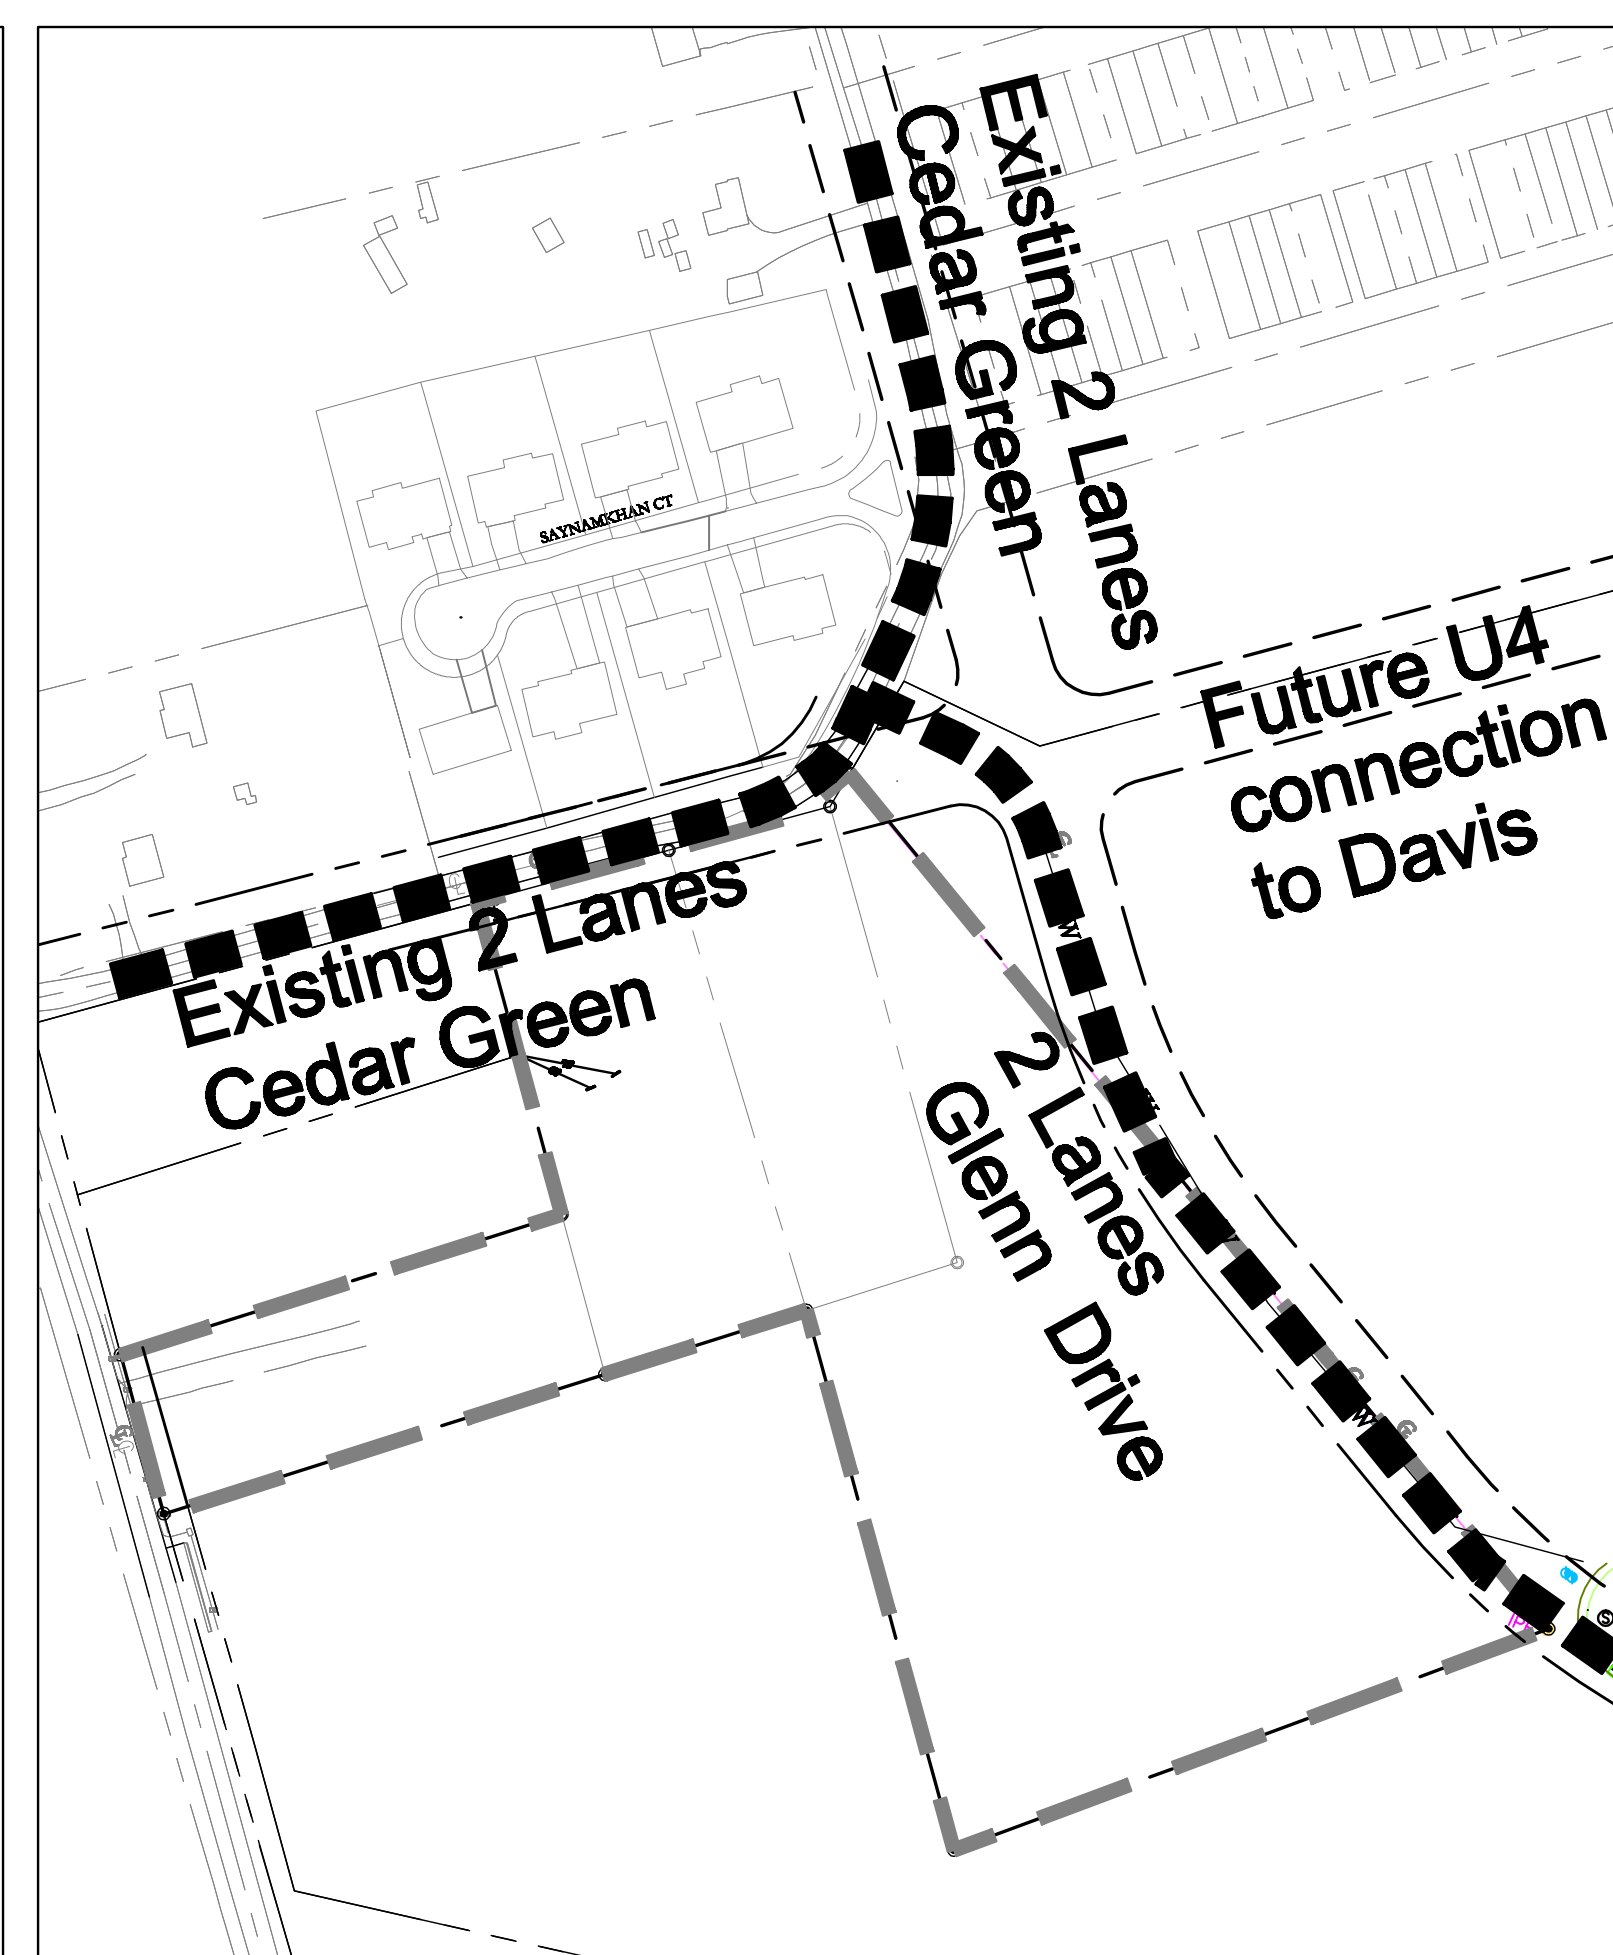 Existing 2 Lanes
Cedar Green
SAYNAMKHAN CT
Future U4
connection
to Davis
Existing 2 Lanes
Cedar Green
2 Lanes
Glenn Drive
W
W
G
S